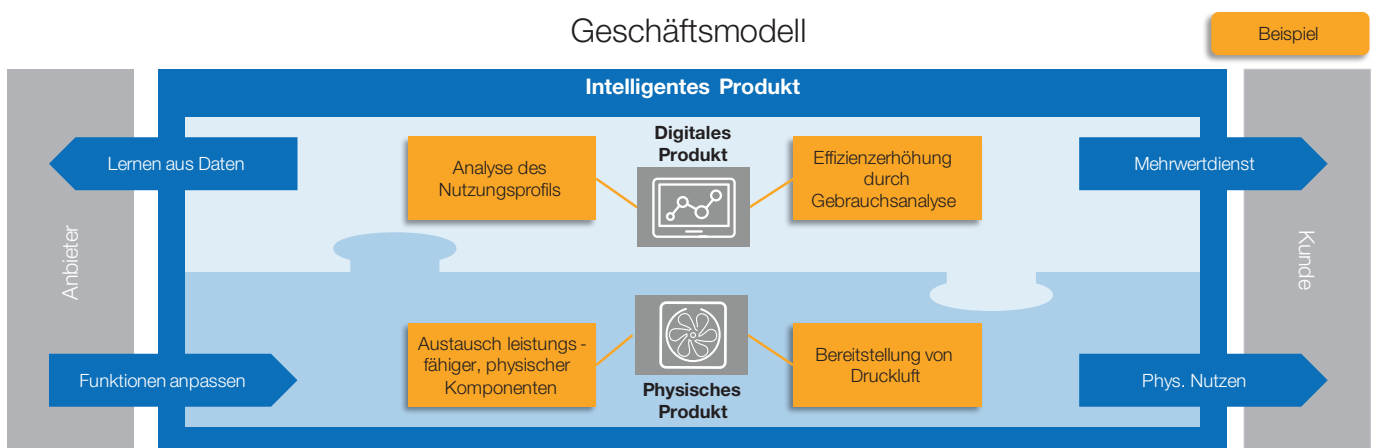 Geschäftsmodell
Beispiel
Intelligentes Produkt
Anbieter
Lernen aus Daten
Analyse des
Nutzungsprofils
Digitales
Produkt
Effizienzerhöhung
durch
Gebrauchsanalyse
Mehrwertdienst
Kunde
Funktionen anpassen
Austausch leistungs-
fähiger, physischer
Komponenten
Physisches
Produkt
Bereitstellung von
Druckluft
Phys. Nutzen